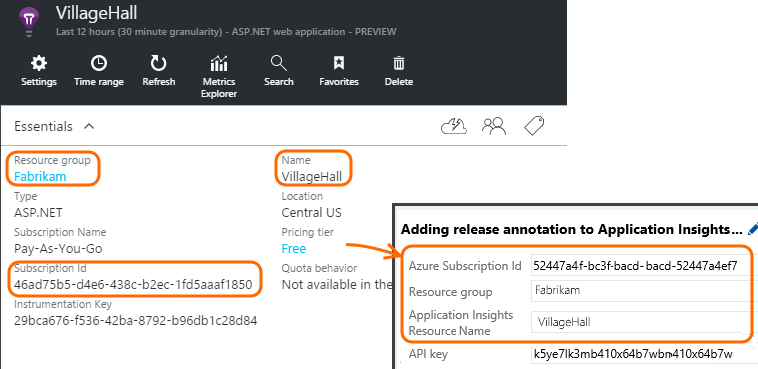 VillageHall
Last 12 hours (30 minute granularity) - ASP.NET web application - PREVIEW
Settings
Time range
Refresh
Metrics
Explorer
Search
Favorites
Delete
Essentials
Resource group
Fabrikam
Type
ASP.NET
Subscription Name
Pay-As-You-Go
Subscription Id
46ad75b5-d4e6-438c-b2ec-1fd5aaaf1850
Instrumentation Key
29bca676-f536-42ba-8792-b96db1c28d84
Name
VillageHall
Location
Central US
Pricing tier
Free
Quota behavior
Not available in the
Adding release annotation to Application Insights...
Azure Subscription Id
52447a4f-bc3f-bacd-bacd-52447a4ef7
Resource group
Fabrikam
Application Insights
Resource Name
VillageHall
API key
k5ye7lk3mb410x64b7wbn410x64b7w